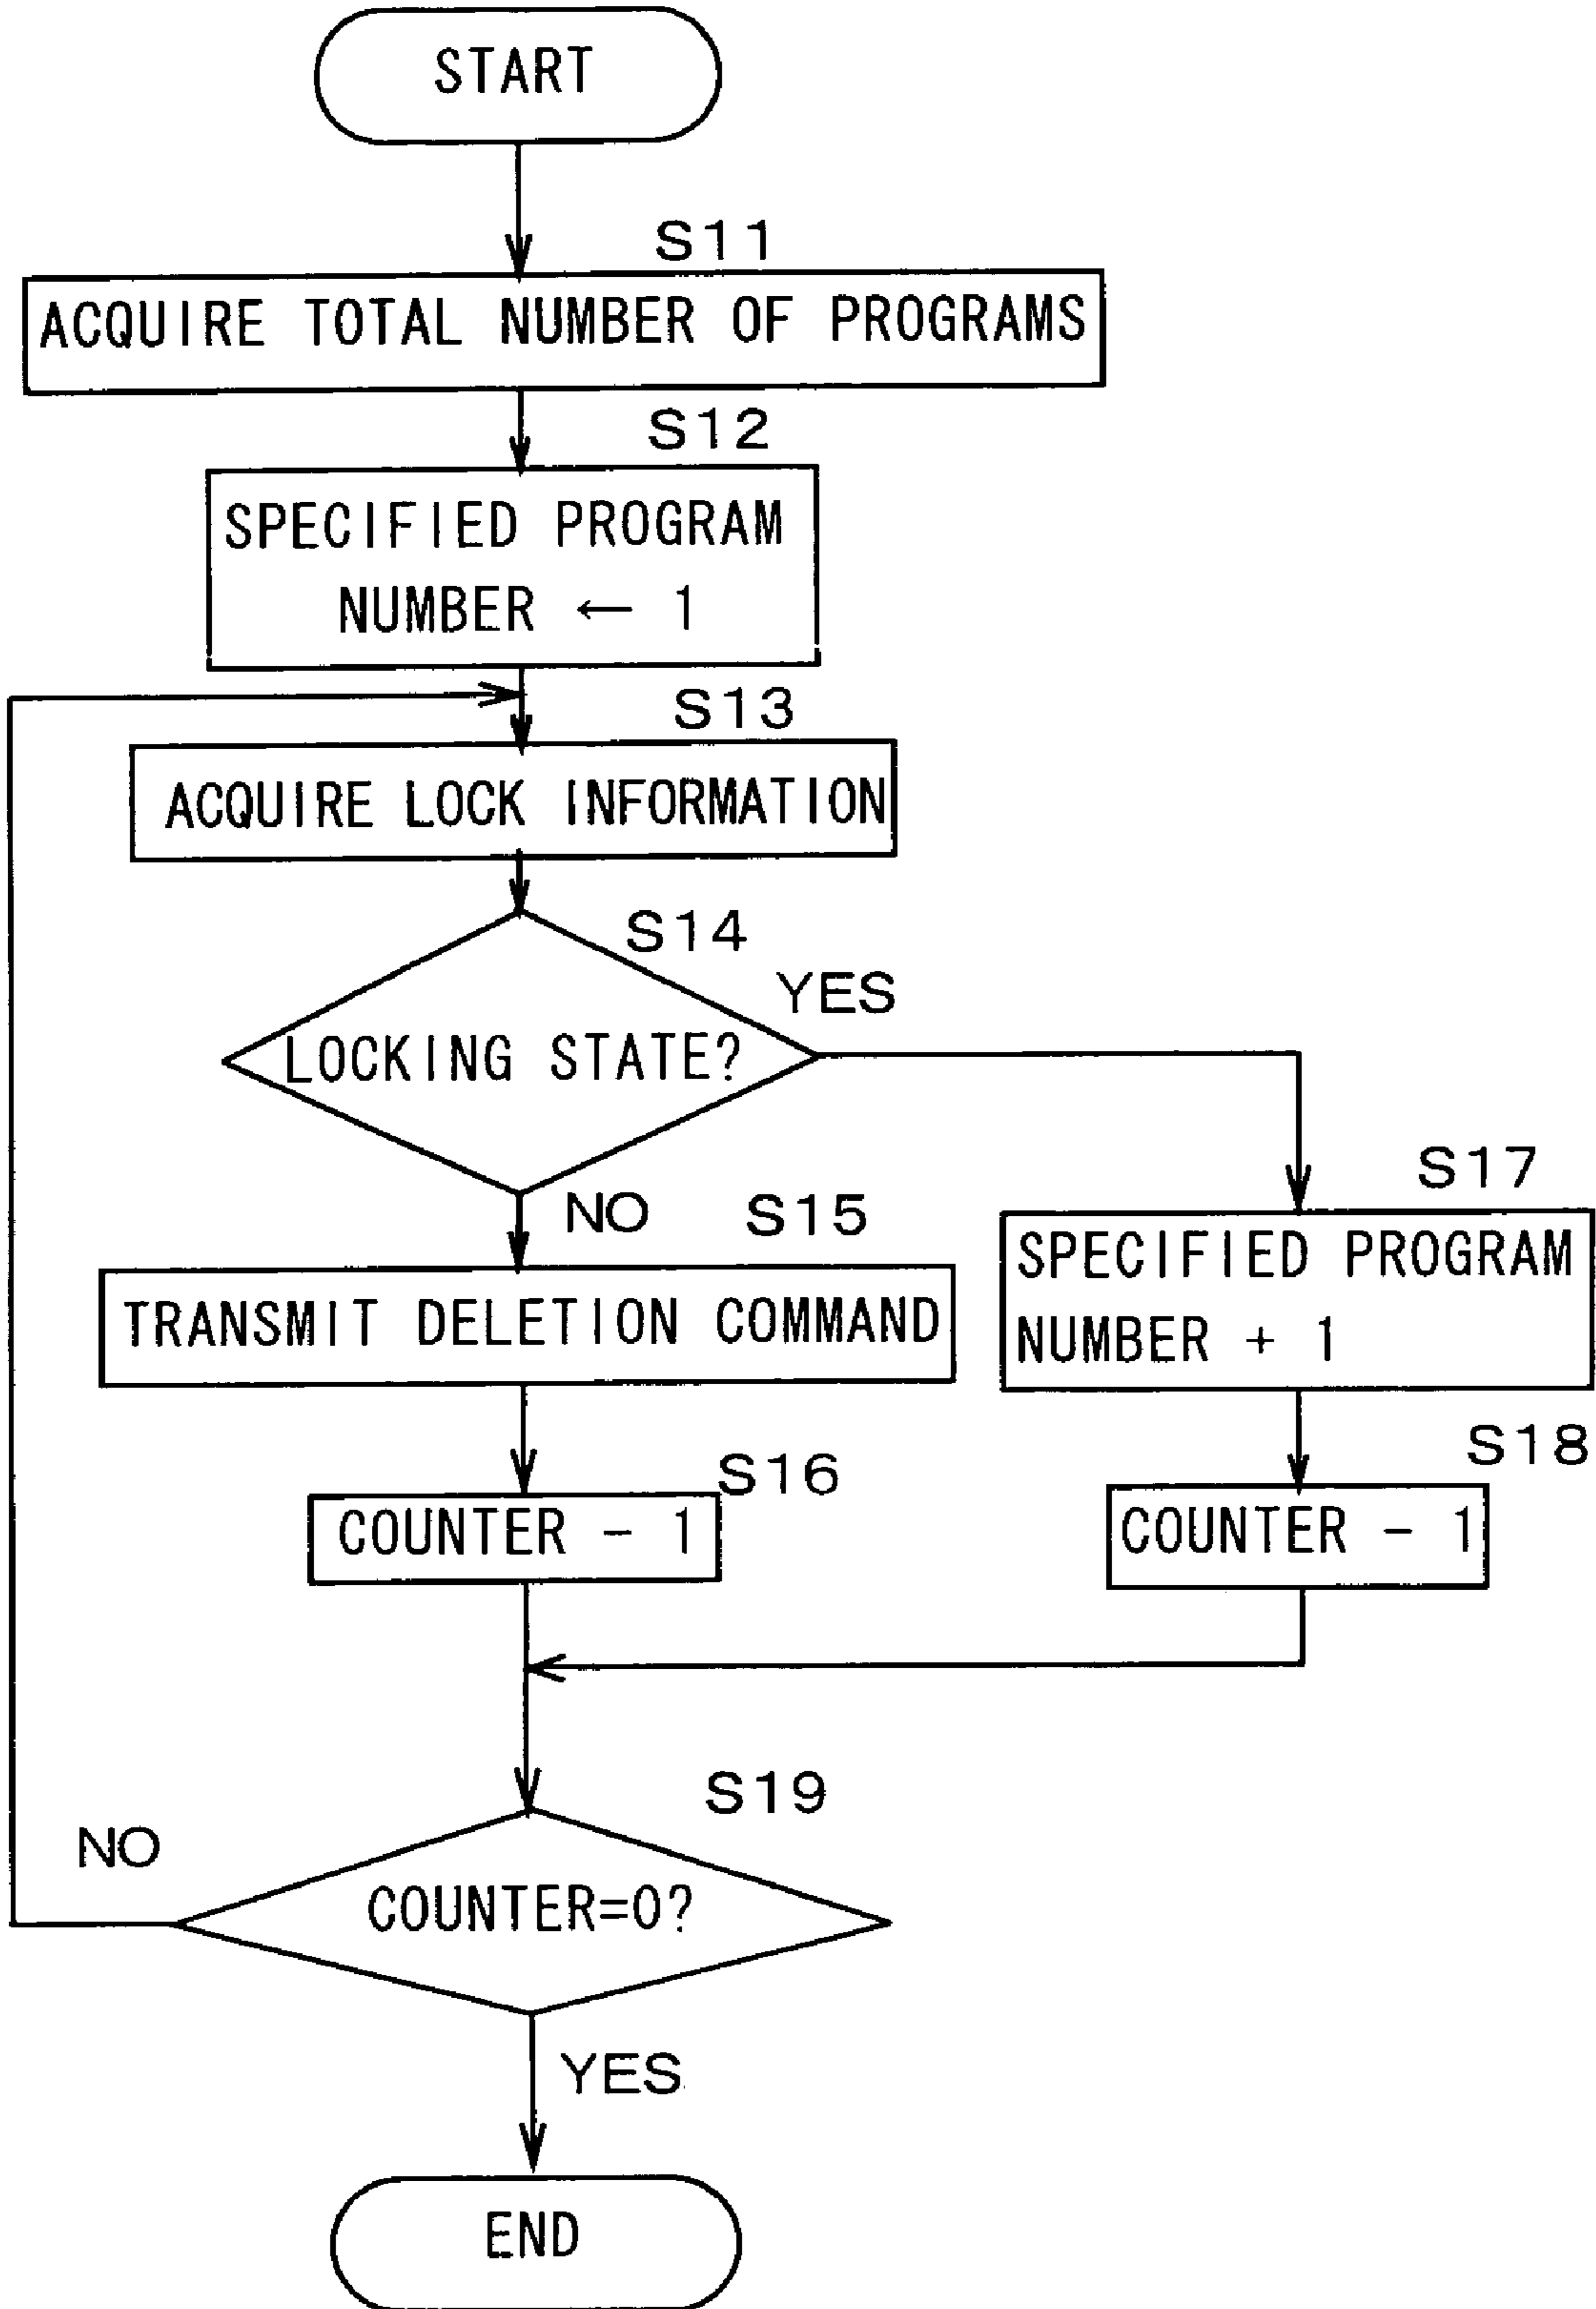 START
S11
ACQUIRE TOTAL NUMBER OF PROGRAMS
S12
SPECIFIED PROGRAM
NUMBER ← 1
S13
ACQUIRE LOCK INFORMATION
S14
YES
LOCKING STATE?
NO
S15
TRANSMIT DELETION COMMAND
S16
COUNTER - 1
S17
SPECIFIED PROGRAM
NUMBER + 1
S18
COUNTER - 1
S19
NO
COUNTER=0?
YES
END